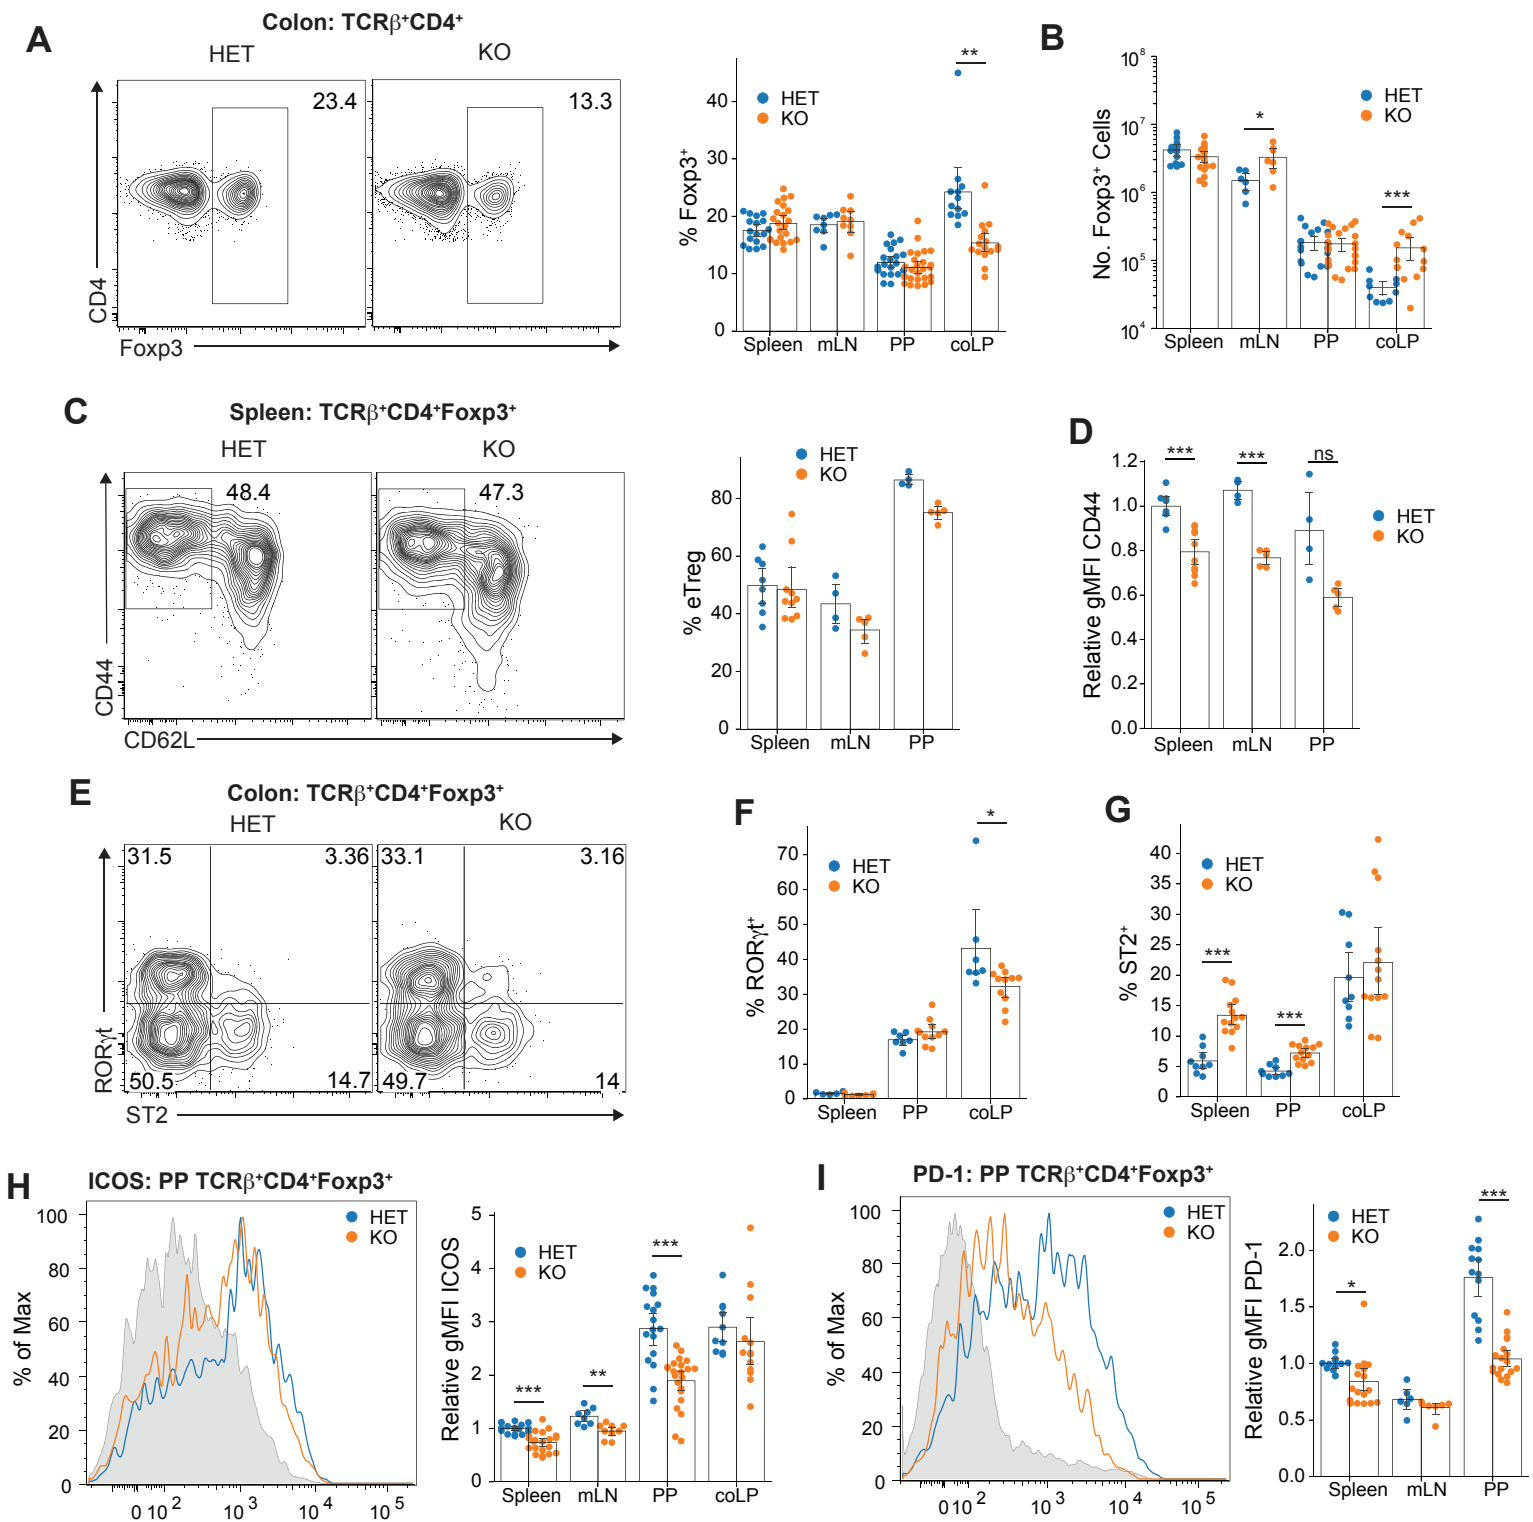 A
Colon: TCRβ⁺CD4⁺
HET
KO
23.4
13.3
CD4
Foxp3
% Foxp3⁺
40
30
20
10
0
HET
KO
**
Spleen mLN PP coLP
B
No. Foxp3⁺ Cells
10⁸
10⁷
10⁶
10⁵
10⁴
HET
KO
*
***
Spleen mLN PP coLP
C
Spleen: TCRβ⁺CD4⁺Foxp3⁺
HET
KO
48.4
47.3
CD44
CD62L
% eTreg
80
60
40
20
0
HET
KO
Spleen mLN PP
D
Relative gMFI CD44
1.2
1.0
0.8
0.6
0.4
0.2
0.0
*** *** ns
HET
KO
Spleen mLN PP
E
Colon: TCRβ⁺CD4⁺Foxp3⁺
HET
KO
31.5 3.36 33.1 3.16
50.5 14.7 49.7 14
RORγt
ST2
F
% RORγt⁺
70
60
50
40
30
20
10
0
HET
KO
*
Spleen PP coLP
G
% ST2⁺
40
35
30
25
20
15
10
5
0
HET
KO
***
***
Spleen PP coLP
H
ICOS: PP TCRβ⁺CD4⁺Foxp3⁺
HET
KO
% of Max
100
80
60
40
20
0
0 10² 10³ 10⁴ 10⁵
Relative gMFI ICOS
5
4
3
2
1
0
HET
KO
*** ** ***
Spleen mLN PP coLP
I
PD-1: PP TCRβ⁺CD4⁺Foxp3⁺
HET
KO
% of Max
100
80
60
40
20
0
0 10² 10³ 10⁴ 10⁵
Relative gMFI PD-1
2.0
1.5
1.0
0.5
0.0
HET
KO
*
***
Spleen mLN PP